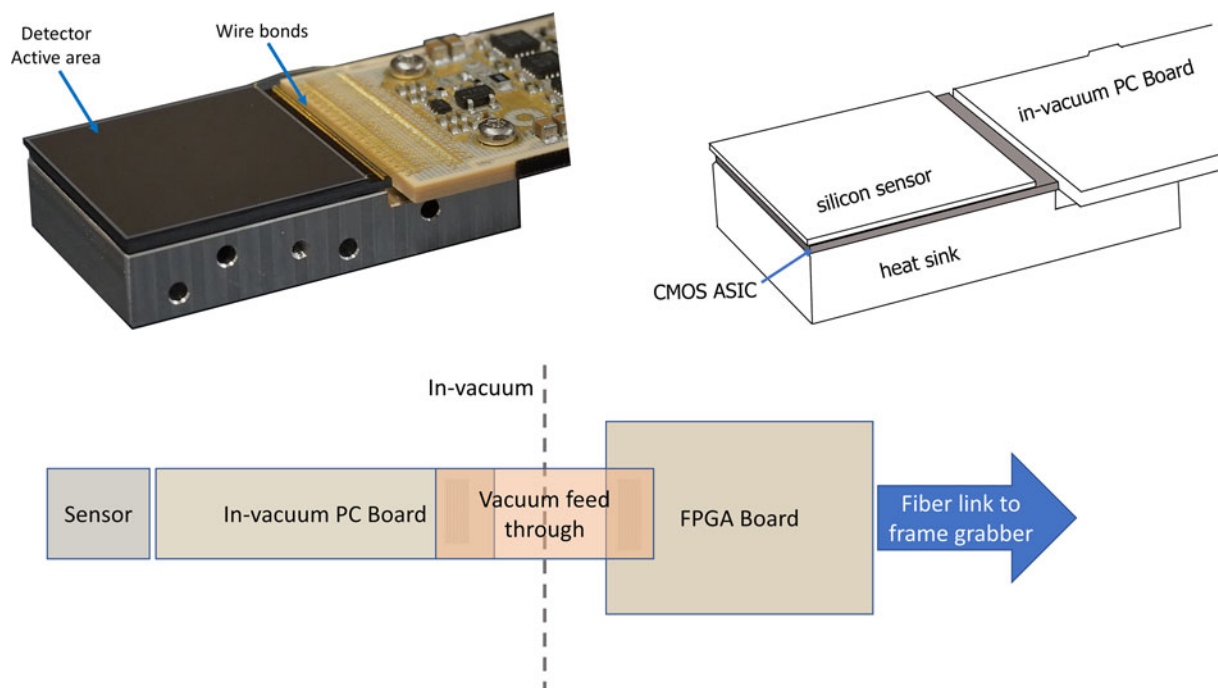 Detector
Active area
Wire bonds
in-vacuum PC Board
silicon sensor
CMOS ASIC
heat sink
In-vacuum
Sensor
In-vacuum PC Board
Vacuum feed
through
FPGA Board
Fiber link to
frame grabber